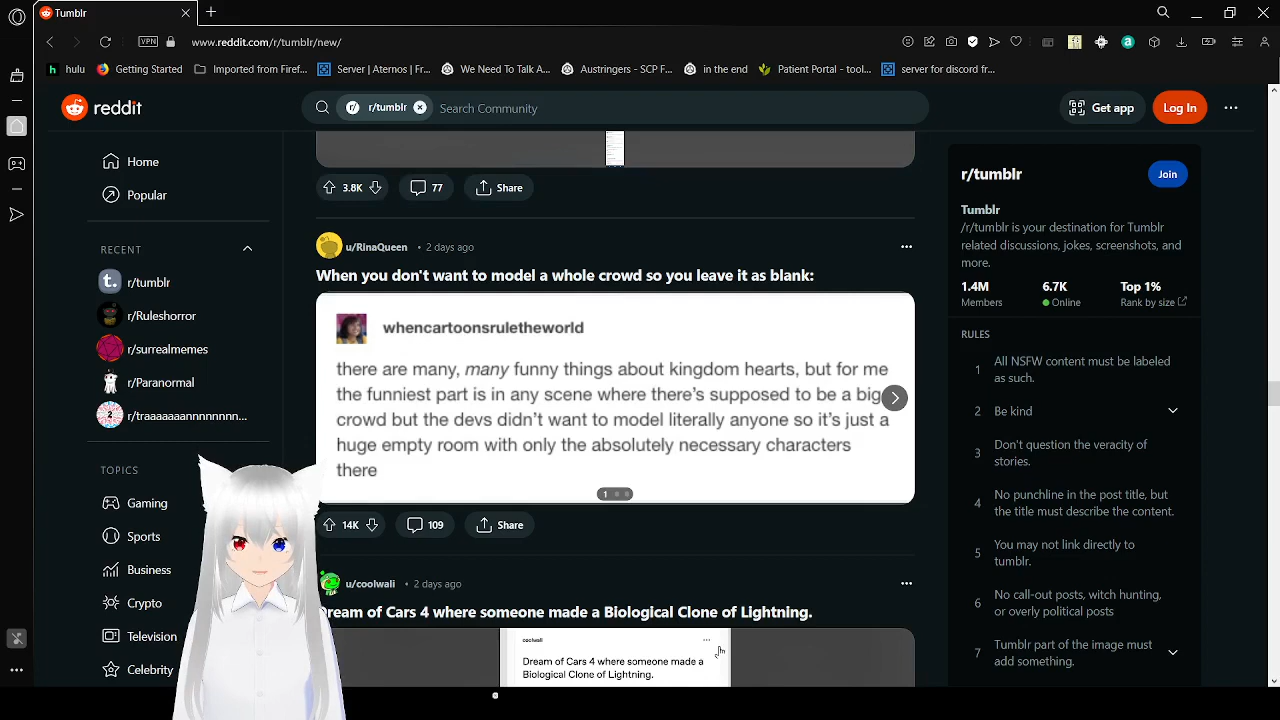 Tumblr
VPN
www.reddit.com/r/tumblr/new/
hulu
Getting Started
Imported from Firef...
Server | Aternos | Fr...
We Need To Talk A...
Austringers - SCP F...
in the end
Patient Portal - tool...
server for discord fr...
reddit
r/tumblr
Search Community
Get app
Log In
Home
Popular
RECENT
r/tumblr
r/Ruleshorror
r/surrealmemes
r/Paranormal
r/traaaaaaannnnnnn...
TOPICS
Gaming
Sports
Business
Crypto
Television
Celebrity
3.8K
77
Share
u/RinaQueen • 2 days ago
When you don't want to model a whole crowd so you leave it as blank:
whencartoonsruletheworld
there are many, many funny things about kingdom hearts, but for me
the funniest part is in any scene where there's supposed to be a big
crowd but the devs didn't want to model literally anyone so it's just a
huge empty room with only the absolutely necessary characters
there
1
14K
109
Share
u/coolwali • 2 days ago
Dream of Cars 4 where someone made a Biological Clone of Lightning.
coolwali
Dream of Cars 4 where someone made a
Biological Clone of Lightning.
r/tumblr
Join
Tumblr
/r/tumblr is your destination for Tumblr
related discussions, jokes, screenshots, and
more.
1.4M
6.7K
Top 1%
Members
Online
Rank by size
RULES
1 All NSFW content must be labeled
as such.
2 Be kind
3 Don't question the veracity of
stories.
4 No punchline in the post title, but
the title must describe the content.
5 You may not link directly to
tumblr.
6 No call-out posts, witch hunting,
or overly political posts
7 Tumblr part of the image must
add something.